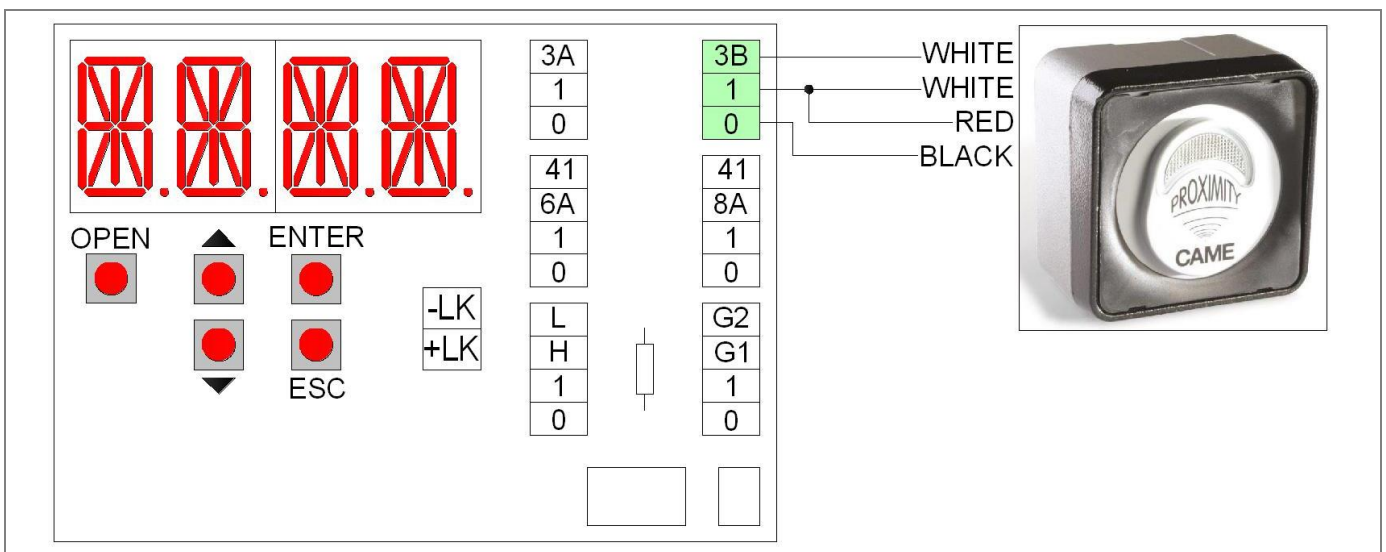 3A
1
0
41
6A
1
0
L
H
1
0
3B
1
0
41
8A
1
0
G2
G1
1
0
OPEN
ENTER
ESC
-LK
+LK
WHITE
WHITE
RED
BLACK
PROXIMITY
CAME